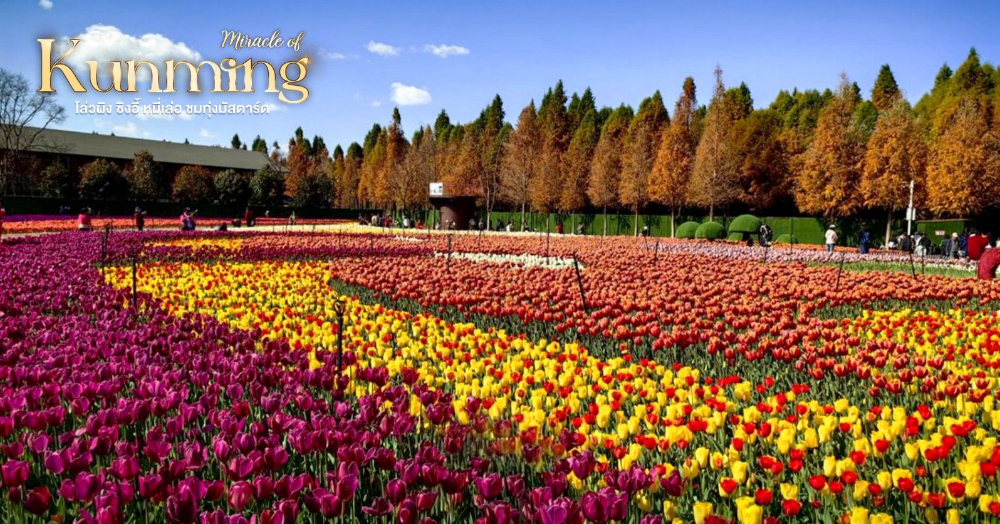 Miracle of
Kunming
โล่วผิง ซิงอี้ หมี่เล่อ ชมทุ่งมัสตาร์ด